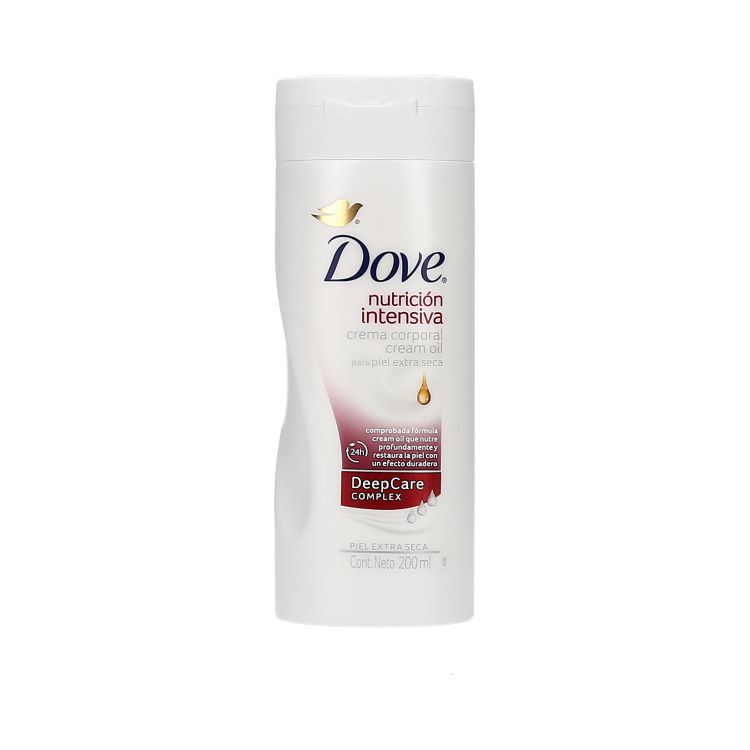 Dove
nutrición
intensiva
crema corporal
cream oil
para piel extra seca
comprobada fórmula
cream oil que nutre
profundamente y
restaura la piel con
un efecto duradero
24h
DeepCare
COMPLEX
PIEL EXTRA SECA
Cont. Neto 200 ml